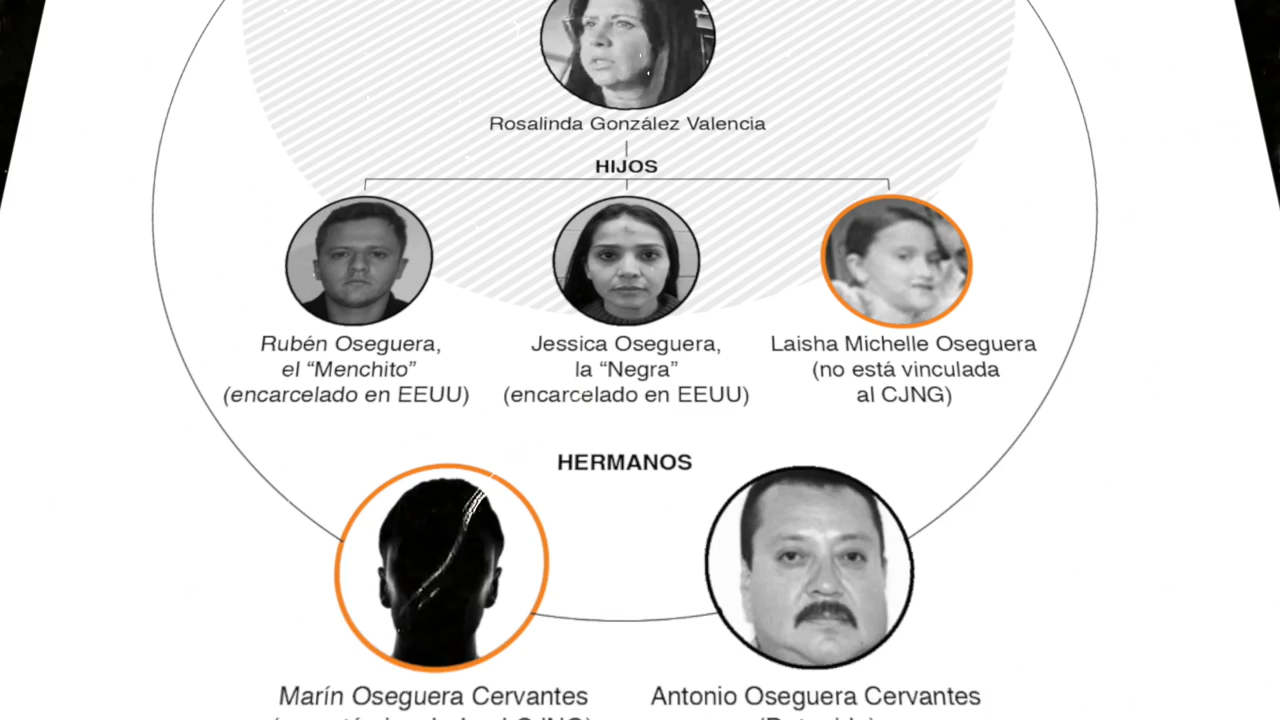 Rosalinda González Valencia
HIJOS
Rubén Oseguera,
el “Menchito”
(encarcelado en EEUU)
Jessica Oseguera,
la “Negra”
(encarcelado en EEUU)
Laisha Michelle Oseguera
(no está vinculada
al CJNG)
HERMANOS
Marín Oseguera Cervantes
Antonio Oseguera Cervantes